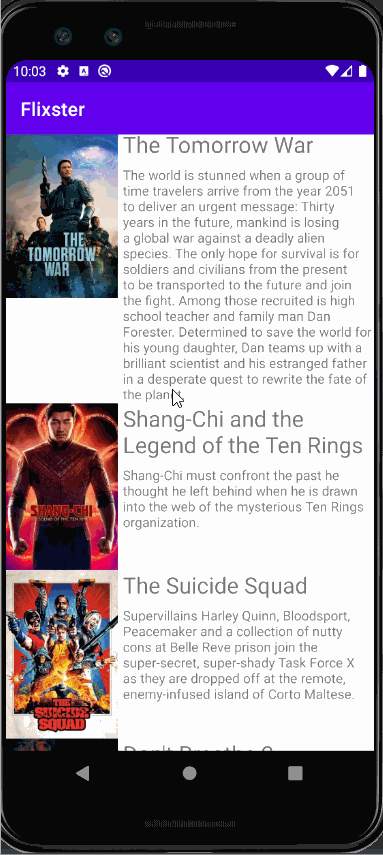 10:03
Flixster
The Tomorrow War
The world is stunned when a group of
time travelers arrive from the year 2051
to deliver an urgent message: Thirty
years in the future, mankind is losing
a global war against a deadly alien
species. The only hope for survival is for
soldiers and civilians from the present
to be transported to the future and join
the fight. Among those recruited is high
school teacher and family man Dan
Forester. Determined to save the world for
his young daughter, Dan teams up with a
brilliant scientist and his estranged father
in a desperate quest to rewrite the fate of
the planet.
THE
TOMORROW
WAR
Shang-Chi and the
Legend of the Ten Rings
Shang-Chi must confront the past he
thought he left behind when he is drawn
into the web of the mysterious Ten Rings
organization.
SHANG-CHI
The Suicide Squad
Supervillains Harley Quinn, Bloodsport,
Peacemaker and a collection of nutty
cons at Belle Reve prison join the
super-secret, super-shady Task Force X
as they are dropped off at the remote,
enemy-infused island of Corto Maltese.
THE
SUICIDE
SQUAD
Don't Breathe 2